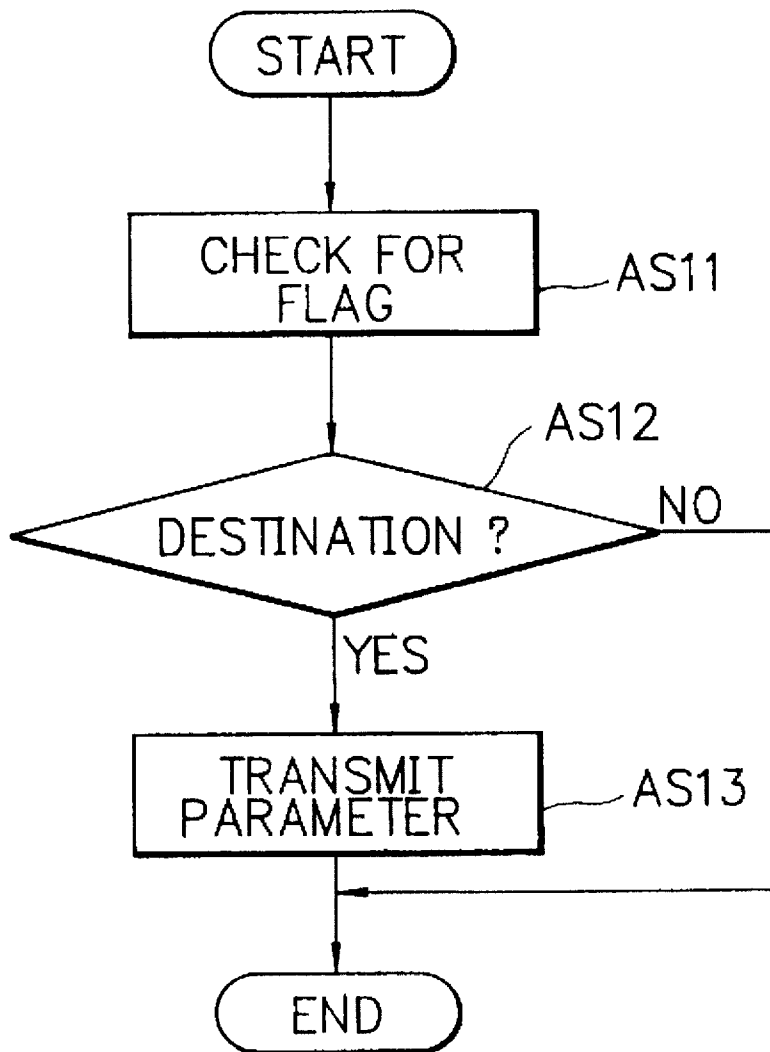 START
CHECK FOR
FLAG
AS11
AS12
DESTINATION ?
NO
YES
TRANSMIT
PARAMETER
AS13
END